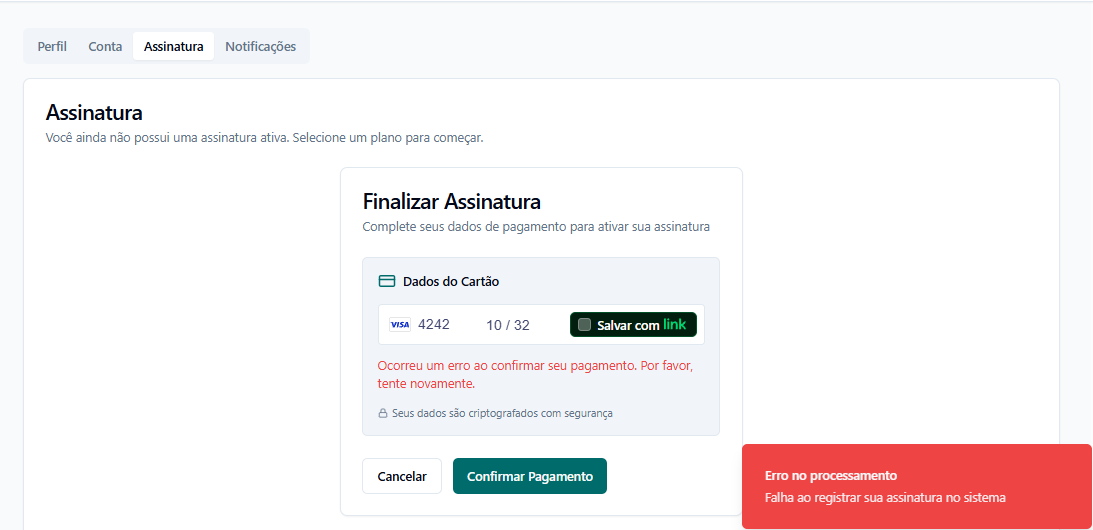 Perfil Conta Assinatura Notificações
Assinatura
Você ainda não possui uma assinatura ativa. Selecione um plano para começar.
Finalizar Assinatura
Complete seus dados de pagamento para ativar sua assinatura
Dados do Cartão
VISA 4242 10 / 32 Salvar com link
Ocorreu um erro ao confirmar seu pagamento. Por favor,
tente novamente.
Seus dados são criptografados com segurança
Cancelar Confirmar Pagamento
Erro no processamento
Falha ao registrar sua assinatura no sistema